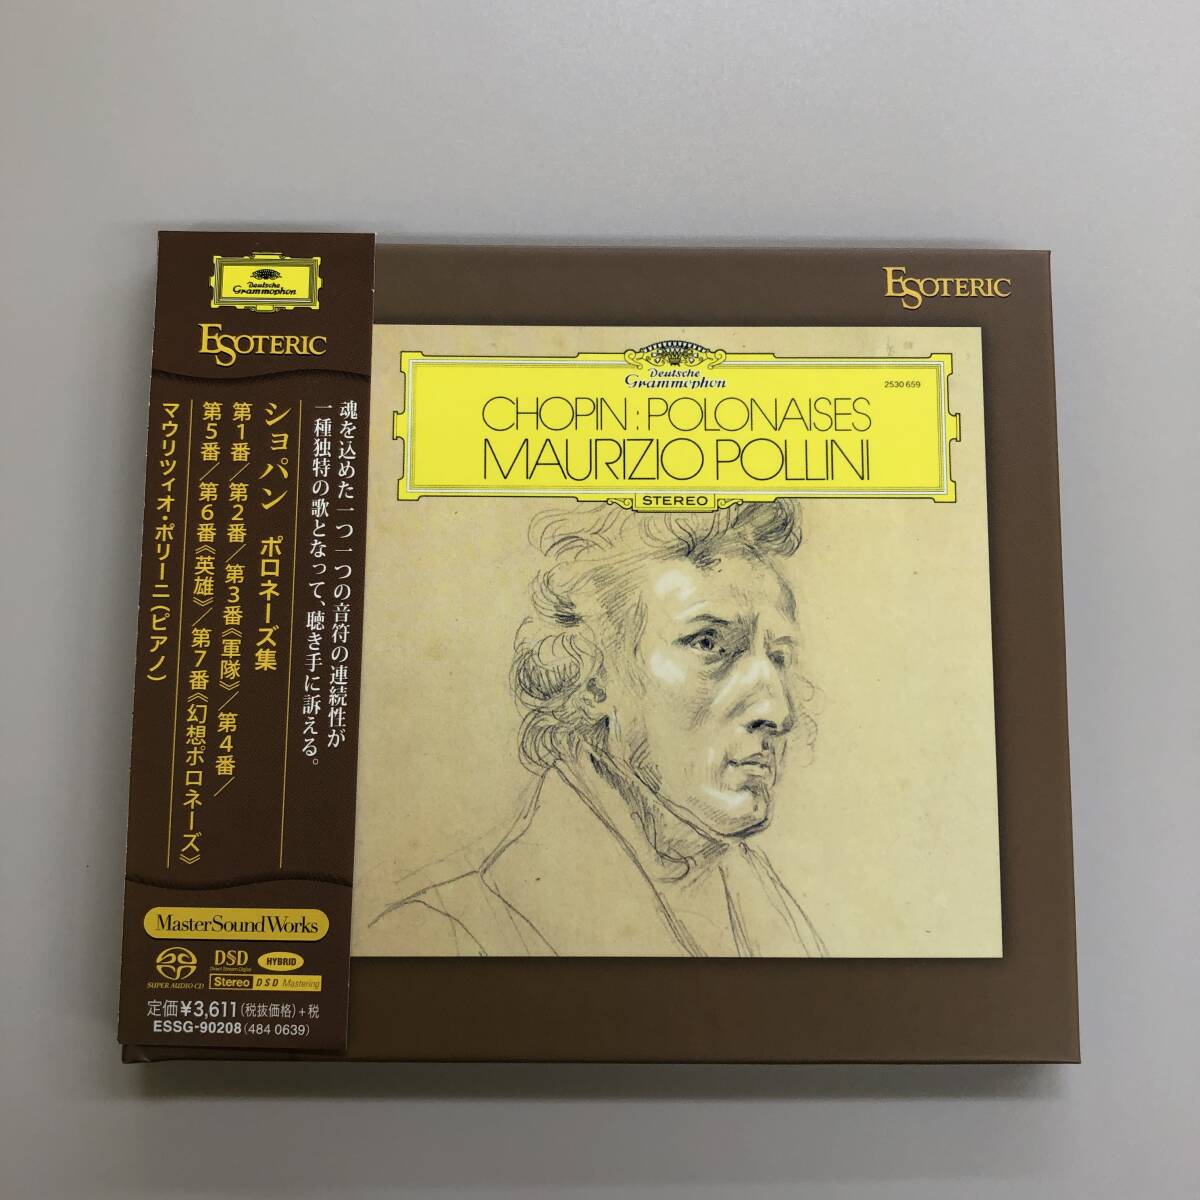 Deutsche
Grammophon
ESOTERIC
魂を込めた一つ一つの音符の連続性が
一種独特の歌となって、聴き手に訴える。
ショパン ポロネーズ集
第1番／第2番／第3番《軍隊》／第4番／
第5番／第6番《英雄》／第7番《幻想ポロネーズ》
マウリツィオ・ポリーニ(ピアノ)
MasterSoundWorks
SUPER AUDIO CD
DSD
Direct Stream Digital
HYBRID
Stereo
DSD Mastering
定価¥3,611(税抜価格)+税
ESSG-90208(484 0639)
ESOTERIC
Deutsche
Grammophon
2530 659
CHOPIN: POLONAISES
MAURIZIO POLLINI
STEREO